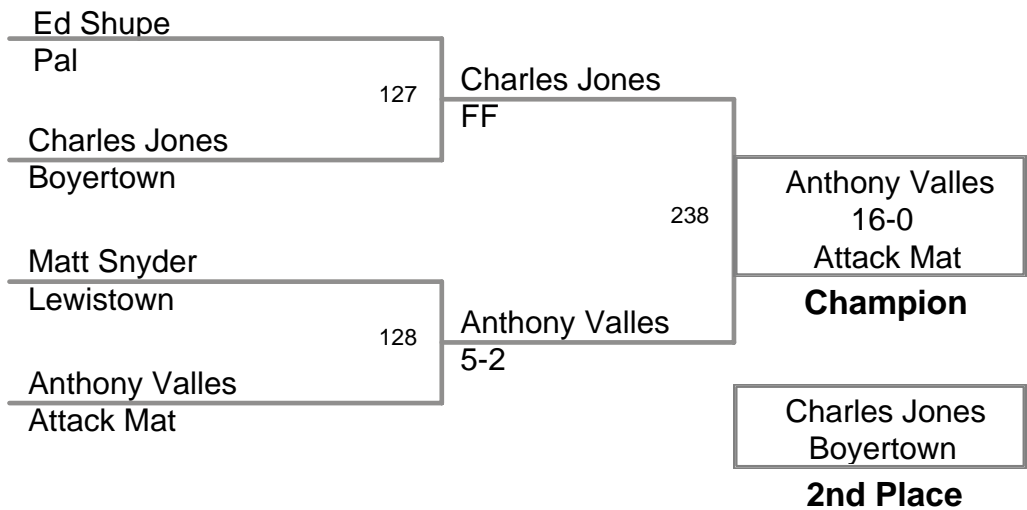 Ed Shupe
Pal
127
Charles Jones
Boyertown
Charles Jones
FF
Matt Snyder
Lewistown
128
Anthony Valles
Attack Mat
Anthony Valles
5-2
238
Anthony Valles
16-0
Attack Mat
Champion
Charles Jones
Boyertown
2nd Place